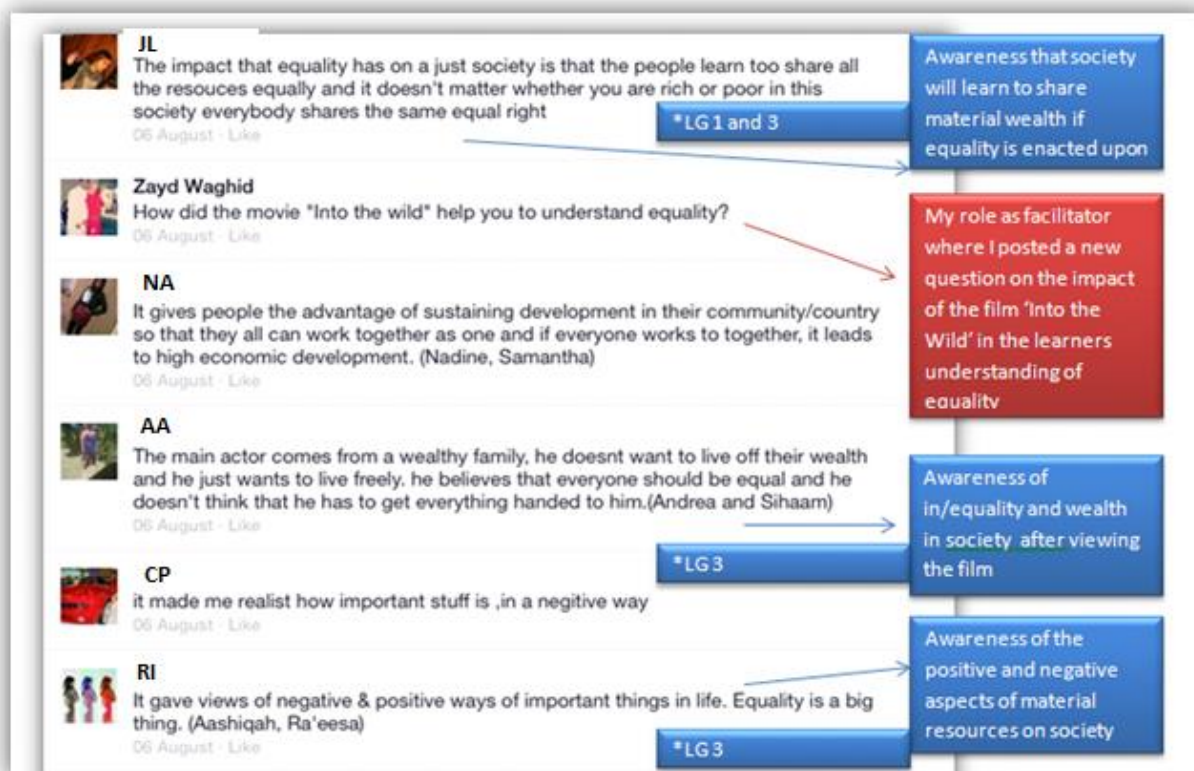 JL
The impact that equality has on a just society is that the people learn too share all
the resouces equally and it doesn't matter whether you are rich or poor in this
society everybody shares the same equal right
06 August · Like
*LG 1 and 3
Awareness that society
will learn to share
material wealth if
equality is enacted upon
Zayd Waghid
How did the movie "Into the wild" help you to understand equality?
06 August · Like
My role as facilitator
where I posted a new
question on the impact
of the film ‘Into the
Wild’ in the learners
understanding of
equality
NA
It gives people the advantage of sustaining development in their community/country
so that they all can work together as one and if everyone works to together, it leads
to high economic development. (Nadine, Samantha)
06 August · Like
AA
The main actor comes from a wealthy family, he doesnt want to live off their wealth
and he just wants to live freely. he believes that everyone should be equal and he
doesn't think that he has to get everything handed to him.(Andrea and Sihaam)
06 August · Like
*LG 3
Awareness of
in/equality and wealth
in society after viewing
the film
CP
it made me realist how important stuff is ,in a negitive way
06 August · Like
RI
It gave views of negative & positive ways of important things in life. Equality is a big
thing. (Aashiqah, Ra'eesa)
06 August · Like
*LG 3
Awareness of the
positive and negative
aspects of material
resources on society